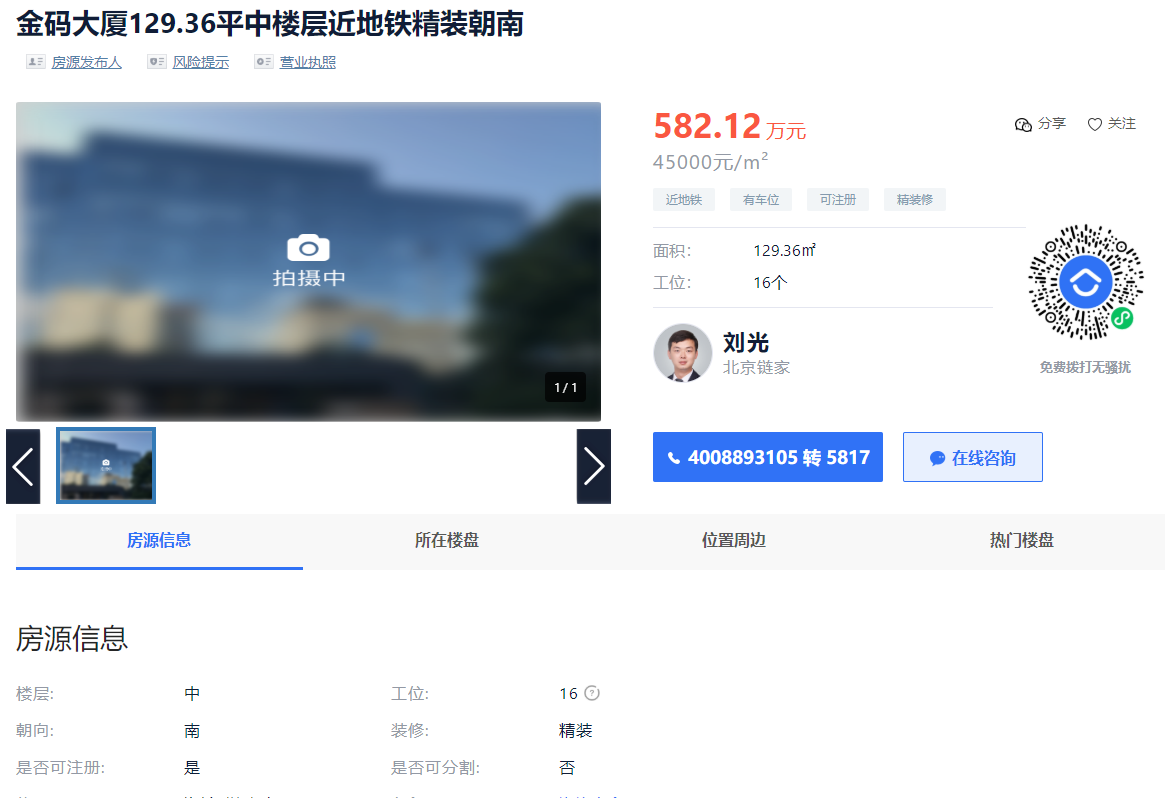 金码大厦129.36平中楼层近地铁精装朝南
房源发布人 风险提示 营业执照
拍摄中
1/1
582.12万元
分享 关注
45000元/m²
近地铁 有车位 可注册 精装修
面积： 129.36㎡
工位： 16个
刘光
北京链家
免费拨打无骚扰
4008893105 转 5817
在线咨询
房源信息 所在楼盘 位置周边 热门楼盘
房源信息
楼层: 中 工位: 16
朝向: 南 装修: 精装
是否可注册: 是 是否可分割: 否